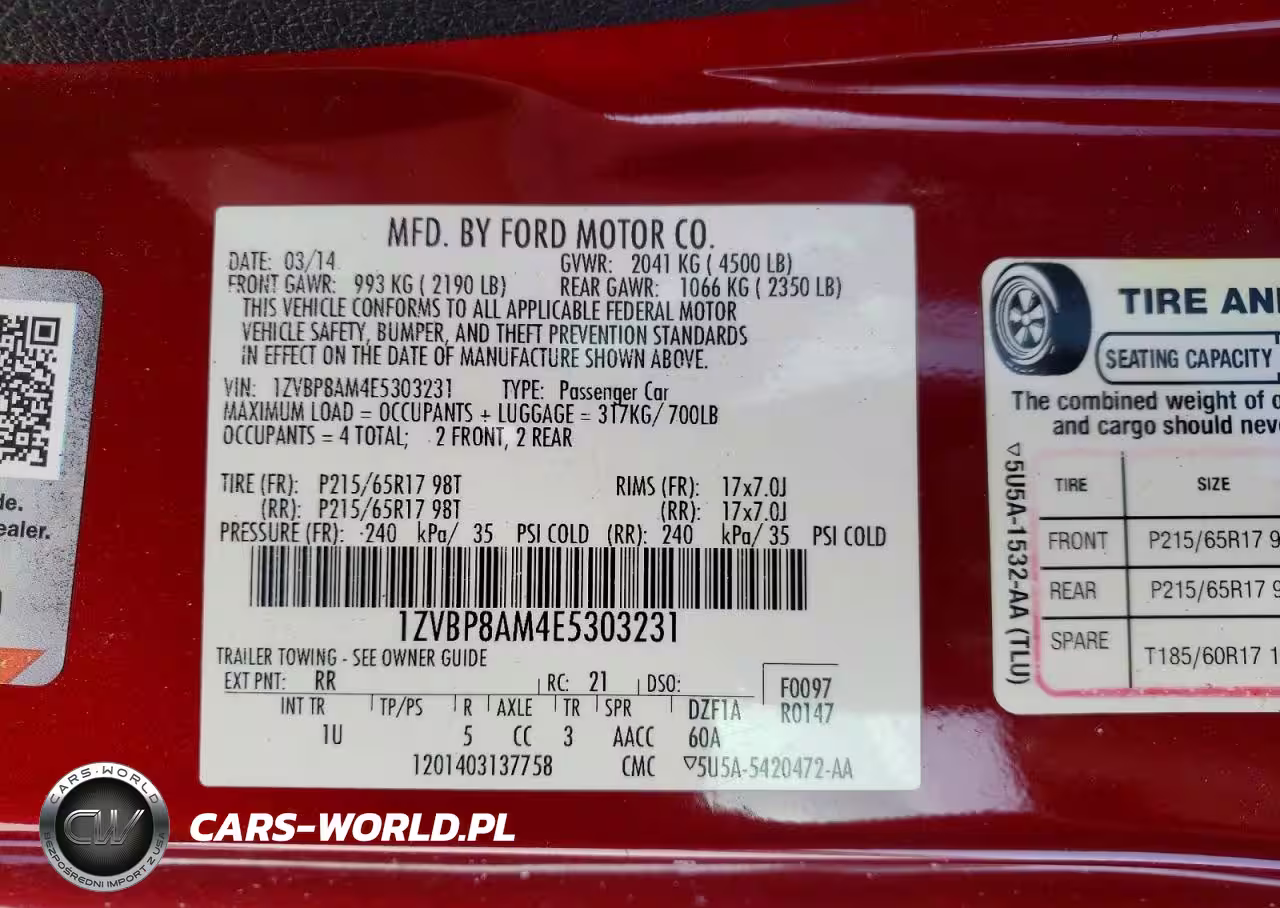 MFD. BY FORD MOTOR CO.
DATE: 03/14 GVWR: 2041 KG ( 4500 LB)
FRONT GAWR: 993 KG ( 2190 LB) REAR GAWR: 1066 KG ( 2350 LB)
THIS VEHICLE CONFORMS TO ALL APPLICABLE FEDERAL MOTOR
VEHICLE SAFETY, BUMPER, AND THEFT PREVENTION STANDARDS
IN EFFECT ON THE DATE OF MANUFACTURE SHOWN ABOVE.
VIN: 1ZVBP8AM4E5303231 TYPE: Passenger Car
MAXIMUM LOAD = OCCUPANTS + LUGGAGE = 317KG/ 700LB
OCCUPANTS = 4 TOTAL; 2 FRONT, 2 REAR
TIRE (FR): P215/65R17 98T RIMS (FR): 17x7.0J
(RR): P215/65R17 98T (RR): 17x7.0J
PRESSURE (FR): 240 kPa/ 35 PSI COLD (RR): 240 kPa/ 35 PSI COLD
1ZVBP8AM4E5303231
TRAILER TOWING - SEE OWNER GUIDE
EXT PNT: RR RC: 21 DSO: F0097
INT TR TP/PS R AXLE TR SPR DZF1A R0147
1U 5 CC 3 AACC 60A
1201403137758 CMC ▽5U5A-5420472-AA
de.
ealer.
TIRE AN
SEATING CAPACITY
The combined weight of
and cargo should nev
TIRE SIZE
FRONT P215/65R17 9
REAR P215/65R17 9
SPARE T185/60R17 1
▽5U5A-1532-AA (TLU)
CARS-WORLD
CW
BEZPOŚREDNI IMPORT Z USA
CARS-WORLD.PL